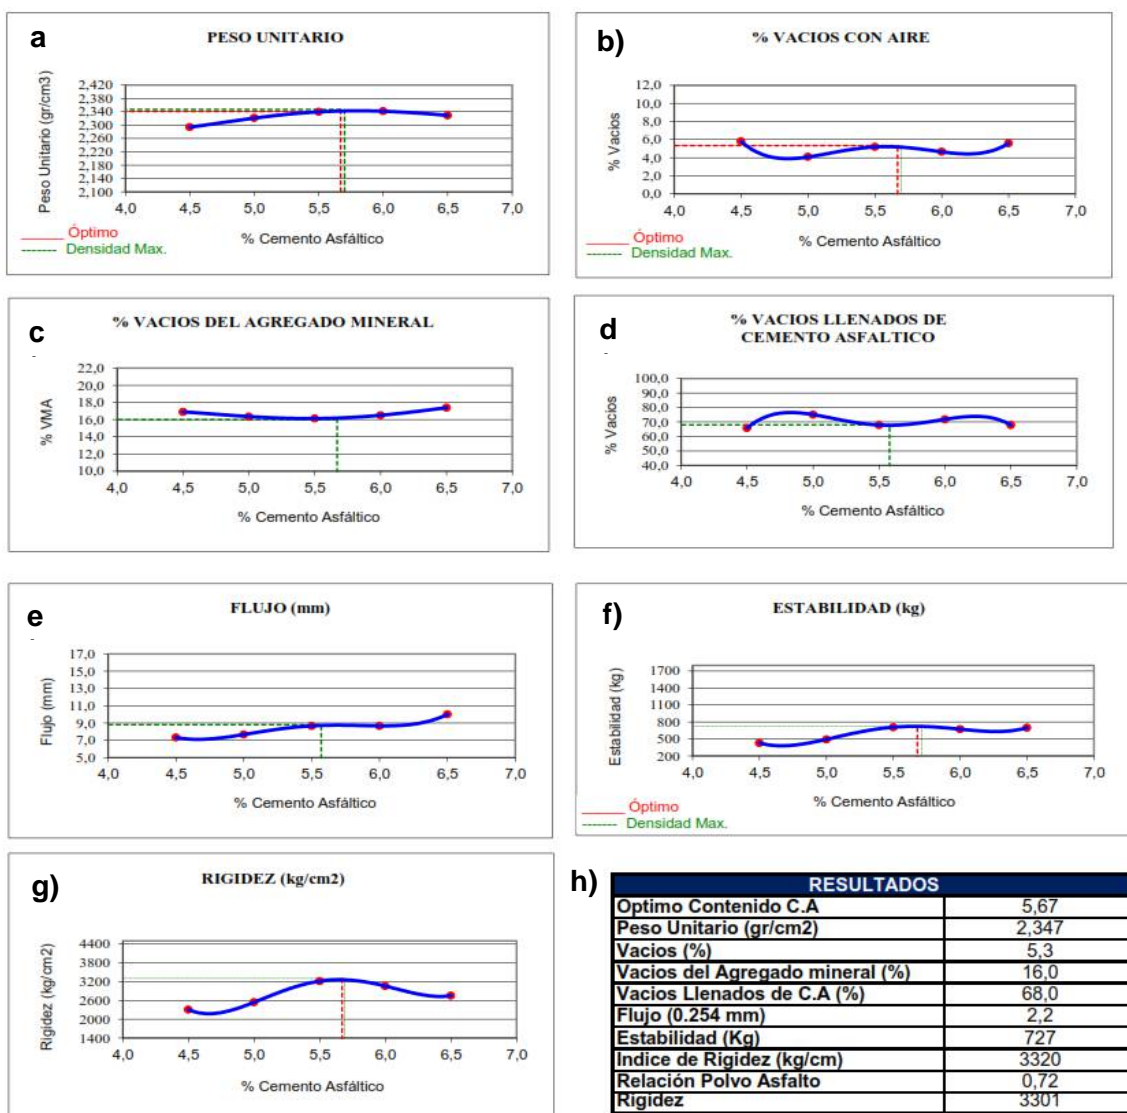 a
PESO UNITARIO
Peso Unitario (gr/cm3)
2,420
2,380
2,340
2,300
2,260
2,220
2,180
2,140
2,100
4,0 4,5 5,0 5,5 6,0 6,5 7,0
% Cemento Asfáltico
Óptimo
Densidad Max.
b)
% VACIOS CON AIRE
% Vacios
12,0
10,0
8,0
6,0
4,0
2,0
0,0
4,0 4,5 5,0 5,5 6,0 6,5 7,0
% Cemento Asfáltico
Óptimo
Densidad Max.
c
% VACIOS DEL AGREGADO MINERAL
% VMA
22,0
20,0
18,0
16,0
14,0
12,0
10,0
4,0 4,5 5,0 5,5 6,0 6,5 7,0
% Cemento Asfáltico
d
% VACIOS LLENADOS DE
CEMENTO ASFALTICO
% Vacios
100,0
90,0
80,0
70,0
60,0
50,0
40,0
4,0 4,5 5,0 5,5 6,0 6,5 7,0
% Cemento Asfáltico
e
FLUJO (mm)
Flujo (mm)
17,0
15,0
13,0
11,0
9,0
7,0
5,0
4,0 4,5 5,0 5,5 6,0 6,5 7,0
% Cemento Asfáltico
f)
ESTABILIDAD (kg)
Estabilidad (kg)
1700
1400
1100
800
500
200
4,0 4,5 5,0 5,5 6,0 6,5 7,0
% Cemento Asfáltico
Óptimo
Densidad Max.
g)
RIGIDEZ (kg/cm2)
Rigidez (kg/cm2)
4400
3800
3200
2600
2000
1400
4,0 4,5 5,0 5,5 6,0 6,5 7,0
% Cemento Asfáltico
h)
RESULTADOS
Optimo Contenido C.A 5,67
Peso Unitario (gr/cm2) 2,347
Vacios (%) 5,3
Vacios del Agregado mineral (%) 16,0
Vacios Llenados de C.A (%) 68,0
Flujo (0.254 mm) 2,2
Estabilidad (Kg) 727
Indice de Rigidez (kg/cm) 3320
Relación Polvo Asfalto 0,72
Rigidez 3301